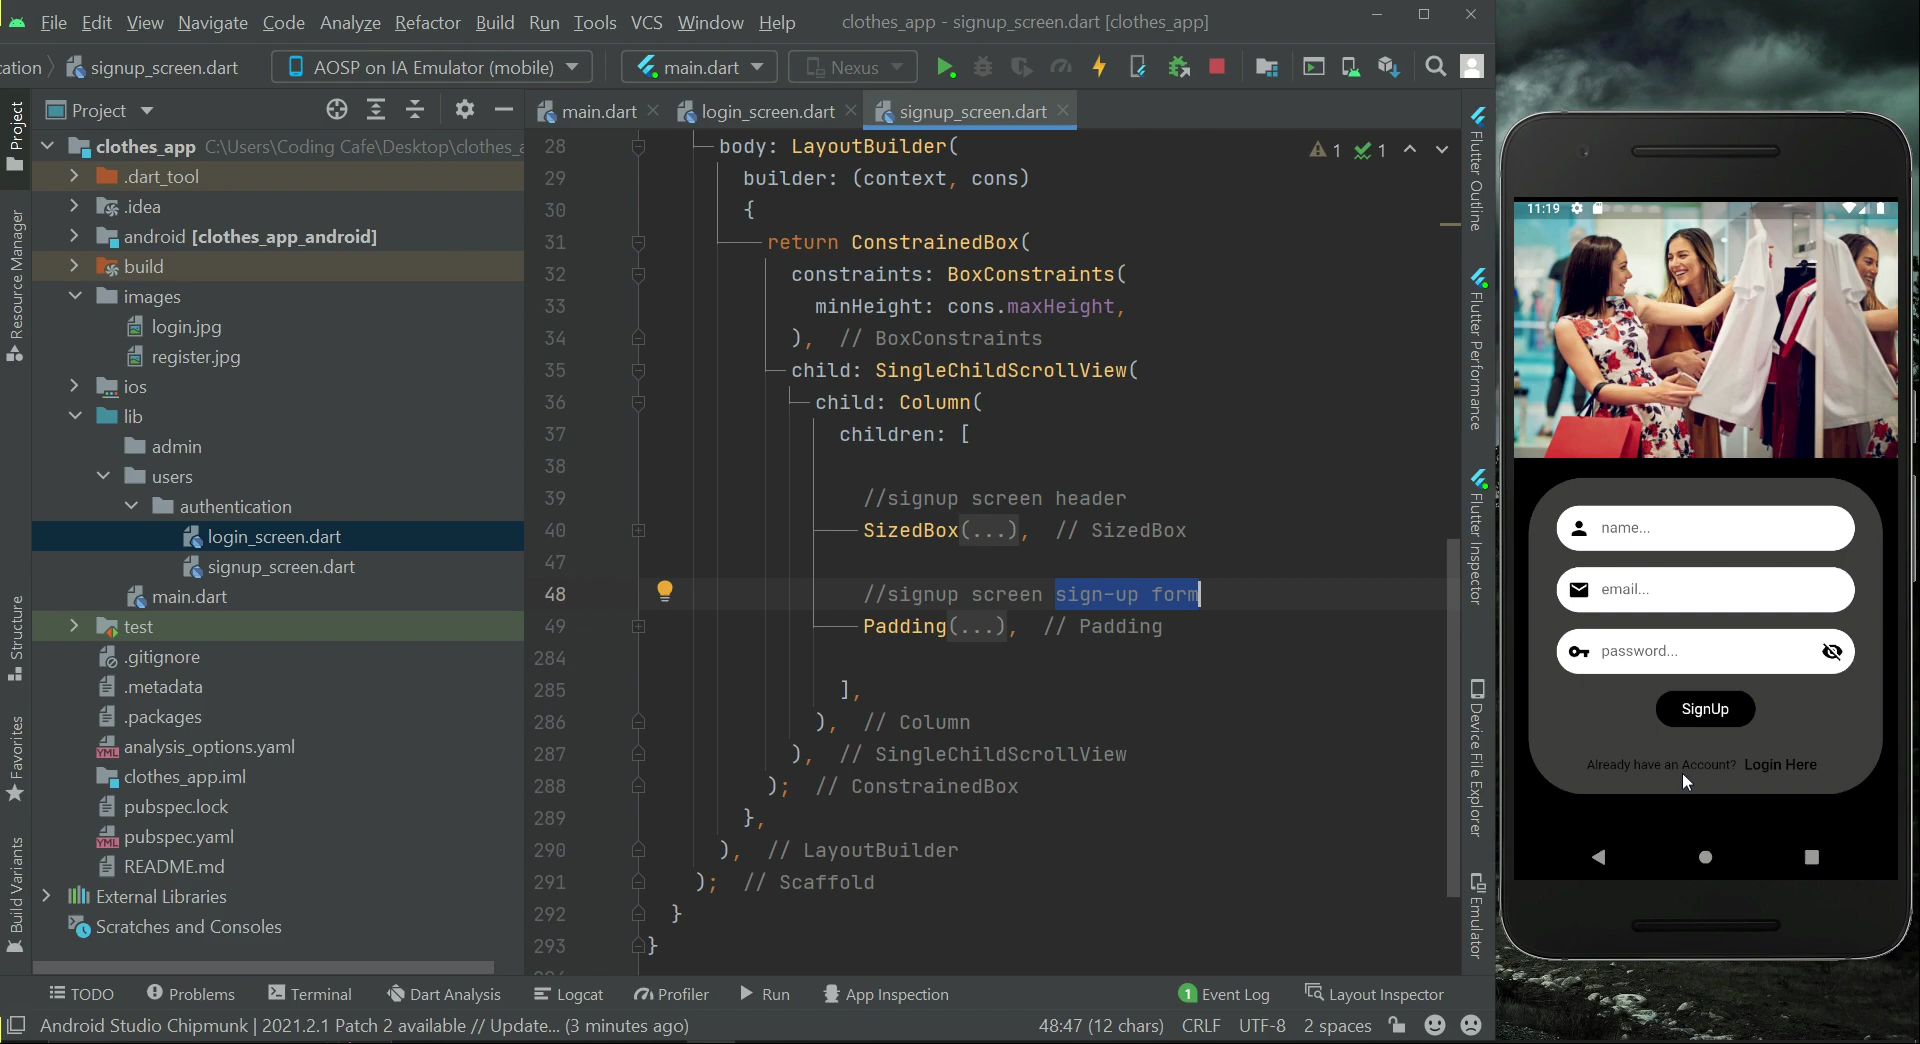 File Edit View Navigate Code Analyze Refactor Build Run Tools VCS Window Help clothes_app - signup_screen.dart [clothes_app]
cation signup_screen.dart AOSP on IA Emulator (mobile) main.dart Nexus
Project
main.dart login_screen.dart signup_screen.dart
clothes_app C:\Users\Coding Cafe\Desktop\clothes_a
.dart_tool
.idea
android [clothes_app_android]
build
images
login.jpg
register.jpg
ios
lib
admin
users
authentication
login_screen.dart
signup_screen.dart
main.dart
test
.gitignore
.metadata
.packages
analysis_options.yaml
clothes_app.iml
pubspec.lock
pubspec.yaml
README.md
External Libraries
Scratches and Consoles
Project
Resource Manager
Structure
Favorites
Build Variants
1 1
28 body: LayoutBuilder(
29 builder: (context, cons)
30 {
31 return ConstrainedBox(
32 constraints: BoxConstraints(
33 minHeight: cons.maxHeight,
34 ), // BoxConstraints
35 child: SingleChildScrollView(
36 child: Column(
37 children: [
38
39 //signup screen header
40 SizedBox(...), // SizedBox
47
48 //signup screen sign-up form
49 Padding(...), // Padding
284
285 ],
286 ), // Column
287 ), // SingleChildScrollView
288 ); // ConstrainedBox
289 },
290 ), // LayoutBuilder
291 ); // Scaffold
292 }
293 }
Flutter Outline
Flutter Performance
Flutter Inspector
Device File Explorer
Emulator
11:19
name...
email...
password...
SignUp
Already have an Account? Login Here
TODO Problems Terminal Dart Analysis Logcat Profiler Run App Inspection 1 Event Log Layout Inspector
Android Studio Chipmunk | 2021.2.1 Patch 2 available // Update... (3 minutes ago) 48:47 (12 chars) CRLF UTF-8 2 spaces